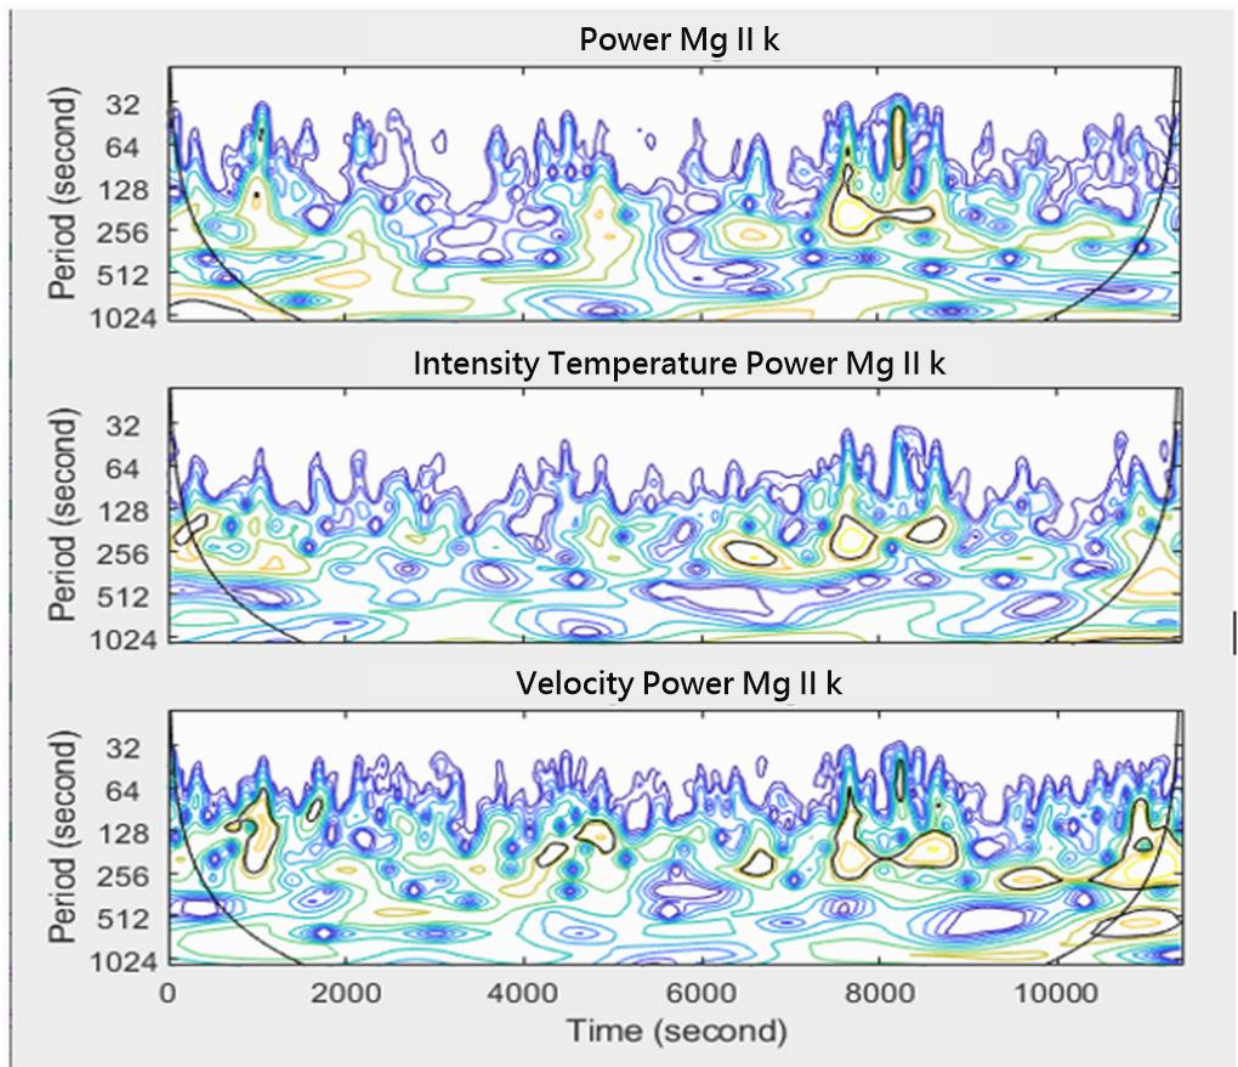 Power Mg II k
Period (second)
32
64
128
256
512
1024
Intensity Temperature Power Mg II k
Period (second)
32
64
128
256
512
1024
Velocity Power Mg II k
Period (second)
32
64
128
256
512
1024
0 2000 4000 6000 8000 10000
Time (second)